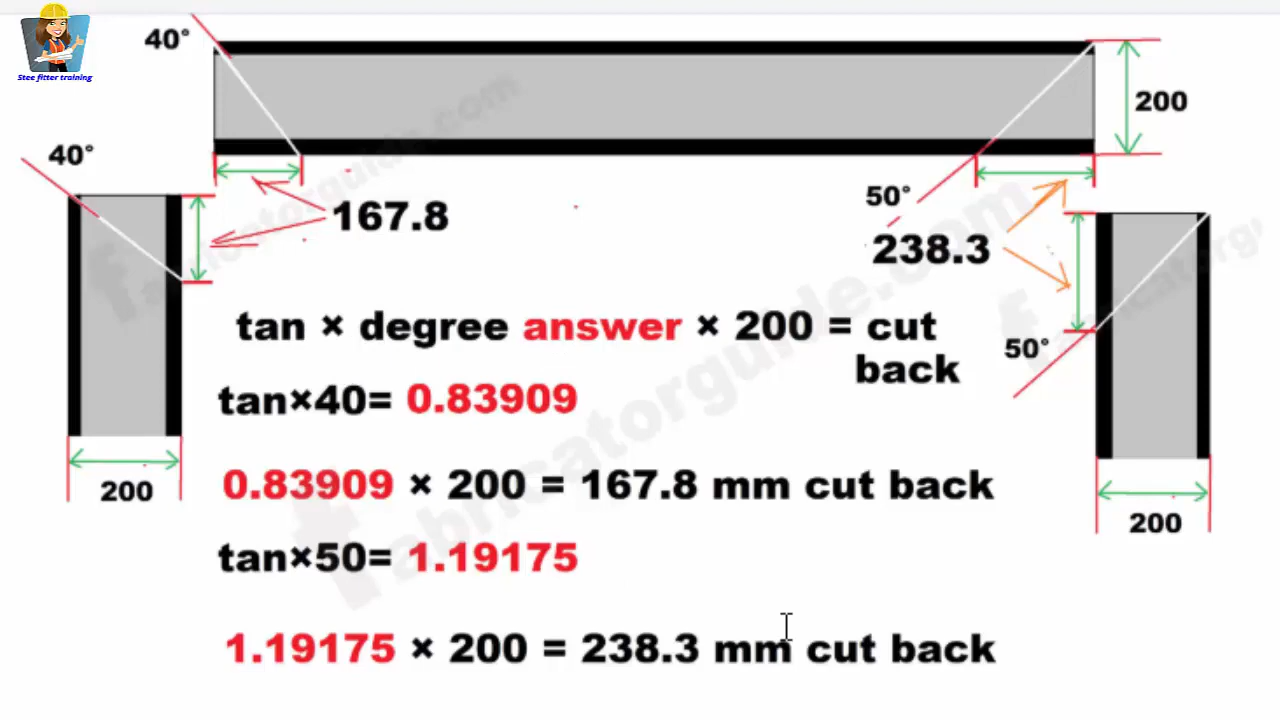 Stee fitter training
40°
40°
200
50°
167.8
238.3
tan × degree answer × 200 = cut
back
50°
tan×40= 0.83909
0.83909 × 200 = 167.8 mm cut back
200
200
tan×50= 1.19175
1.19175 × 200 = 238.3 mm cut back
fabricatorguide.com